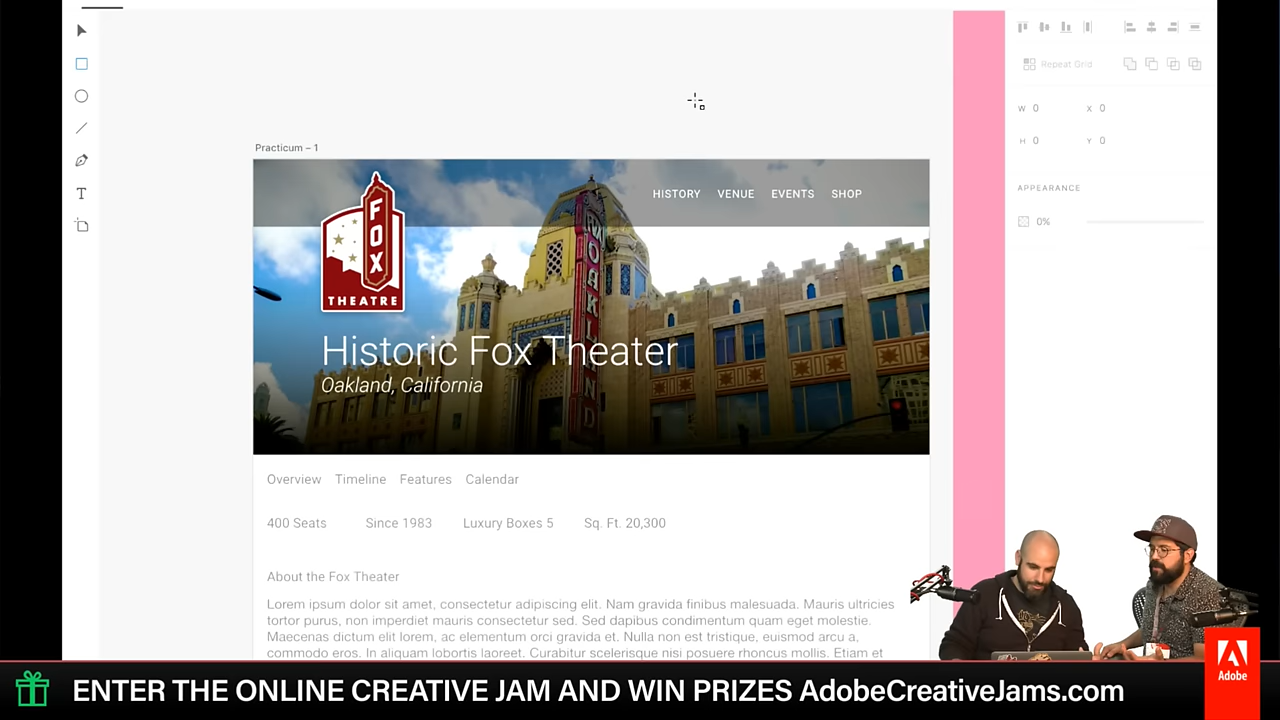 Repeat Grid
W 0 X 0
H 0 Y 0
APPEARANCE
0%
T
Practicum – 1
HISTORY VENUE EVENTS SHOP
FOX
THEATRE
OAKLAND
Historic Fox Theater
Oakland, California
Overview Timeline Features Calendar
400 Seats Since 1983 Luxury Boxes 5 Sq. Ft. 20,300
About the Fox Theater
Lorem ipsum dolor sit amet, consectetur adipiscing elit. Nam gravida finibus malesuada. Mauris ultricies
tortor purus, non imperdiet mauris consectetur sed. Sed dapibus condimentum quam eget molestie.
Maecenas dictum elit lorem, ac elementum orci gravida et. Nulla non est tristique, euismod arcu a,
commodo eros. In aliquam lobortis laoreet. Curabitur scelerisque nisi posuere rhoncus mollis. Etiam et
ENTER THE ONLINE CREATIVE JAM AND WIN PRIZES AdobeCreativeJams.com
Adobe